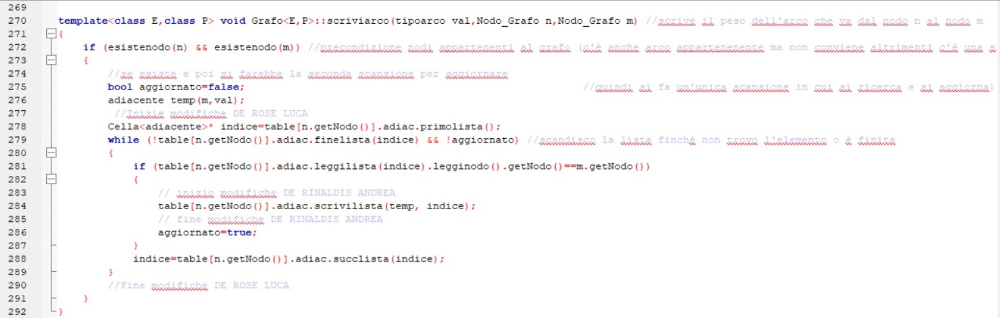 269
270 template<class E,class P> void Grafo<E,P>::scriviarco(tipoarco val,Nodo_Grafo n,Nodo_Grafo m) //scrive il peso dell'arco che va dal nodo n al nodo m
271 {
272 if (esistenodo(n) && esistenodo(m)) //precondizione nodi appartenenti al grafo (c'è anche arco appartenenente ma non conviene altrimenti c'è una s
273 {
274 //se esiste e poi si farebbe la seconda scansione per aggiornare
275 bool aggiornato=false; //quindi si fa un'unica scansione in cui si ricerca e si aggiorna)
276 adiacente temp(m,val);
277 //Inizie modifiche DE ROSE LUCA
278 Cella<adiacente>* indice=table[n.getNodo()].adiac.primolista();
279 while (!table[n.getNodo()].adiac.finelista(indice) && !aggiornato) //scandisco la lista finchè non trovo l'elemento o è finita
280 {
281 if (table[n.getNodo()].adiac.leggilista(indice).legginodo().getNodo()==m.getNodo())
282 {
283 // inizio modifiche DE RINALDIS ANDREA
284 table[n.getNodo()].adiac.scrivilista(temp, indice);
285 // fine modifiche DE RINALDIS ANDREA
286 aggiornato=true;
287 }
288 indice=table[n.getNodo()].adiac.succlista(indice);
289 }
290 //Fine modifiche DE ROSE LUCA
291 }
292 }